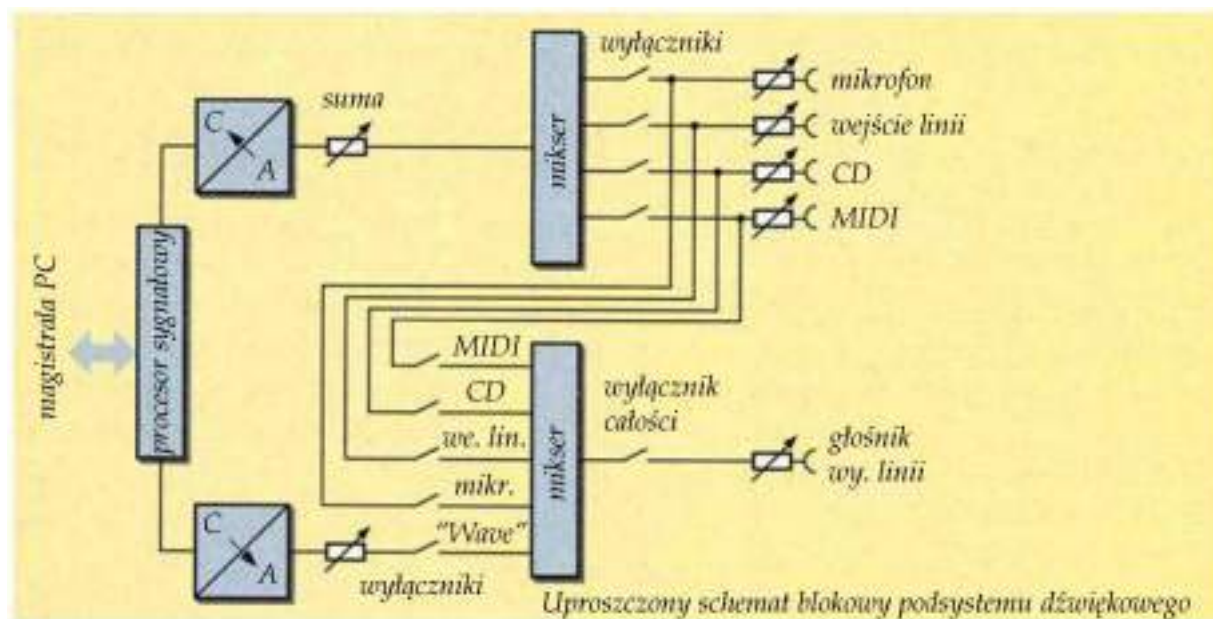 wyłączniki
suma
C
A
mikser
mikrofon
wejście linii
CD
MIDI
magistrala PC
procesor sygnałowy
MIDI
CD
we. lin.
mikr.
"Wave"
mikser
wyłącznik
całości
głośnik
wy. linii
C
A
wyłączniki
Uproszczony schemat blokowy podsystemu dźwiękowego